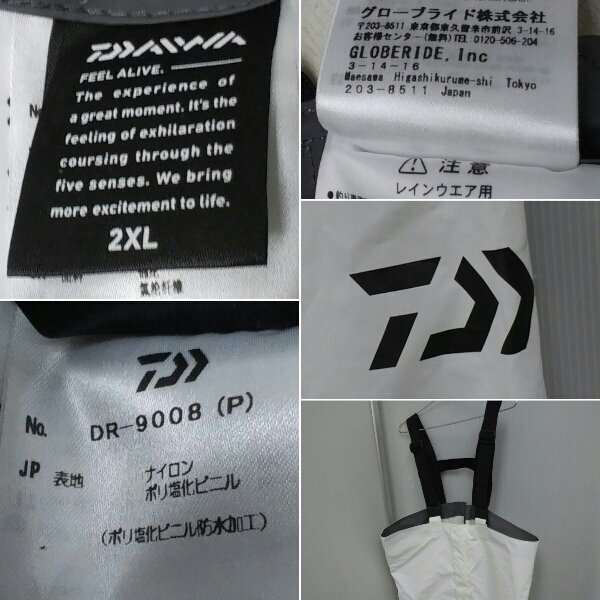 DAIWA
FEEL ALIVE.
The experience of
a great moment. It's the
feeling of exhilaration
coursing through the
five senses. We bring
more excitement to life.
2XL
グローブライド株式会社
〒203-8511 東京都東久留米市前沢 3-14-16
お客様センター(無料)TEL.0120-506-204
GLOBERIDE, Inc
3-14-16
Maesawa Higashikurume-shi Tokyo
203-8511 Japan
注意
レインウエア用
No. DR-9008 (P)
JP 表地 ナイロン
ポリ塩化ビニル
(ポリ塩化ビニル防水加工)